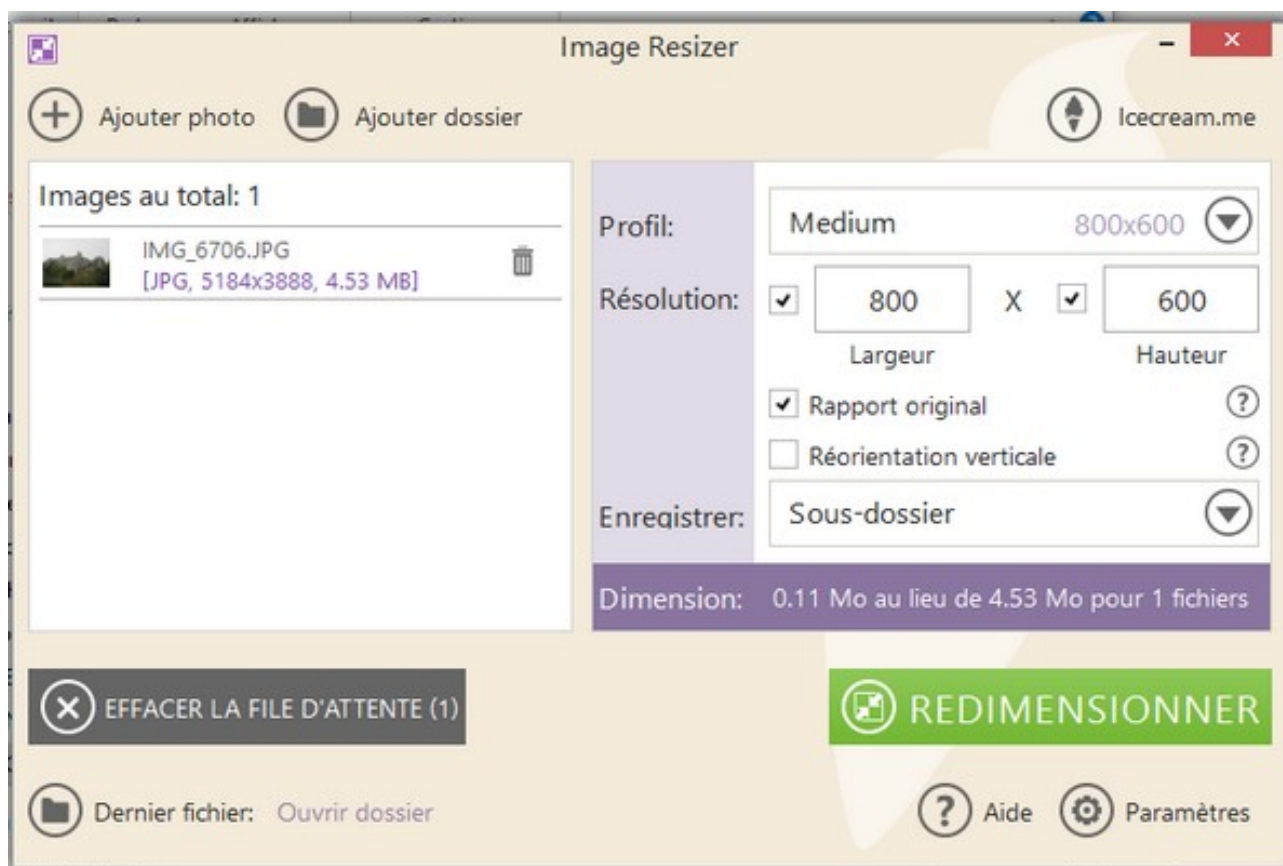 Image Resizer
Ajouter photo
Ajouter dossier
Icecream.me
Images au total: 1
IMG_6706.JPG
[JPG, 5184x3888, 4.53 MB]
Profil:
Medium 800x600
Résolution:
800 X 600
Largeur Hauteur
Rapport original ?
Réorientation verticale ?
Enregistrer: Sous-dossier
Dimension: 0.11 Mo au lieu de 4.53 Mo pour 1 fichiers
EFFACER LA FILE D'ATTENTE (1)
REDIMENSIONNER
Dernier fichier: Ouvrir dossier
? Aide
Paramètres